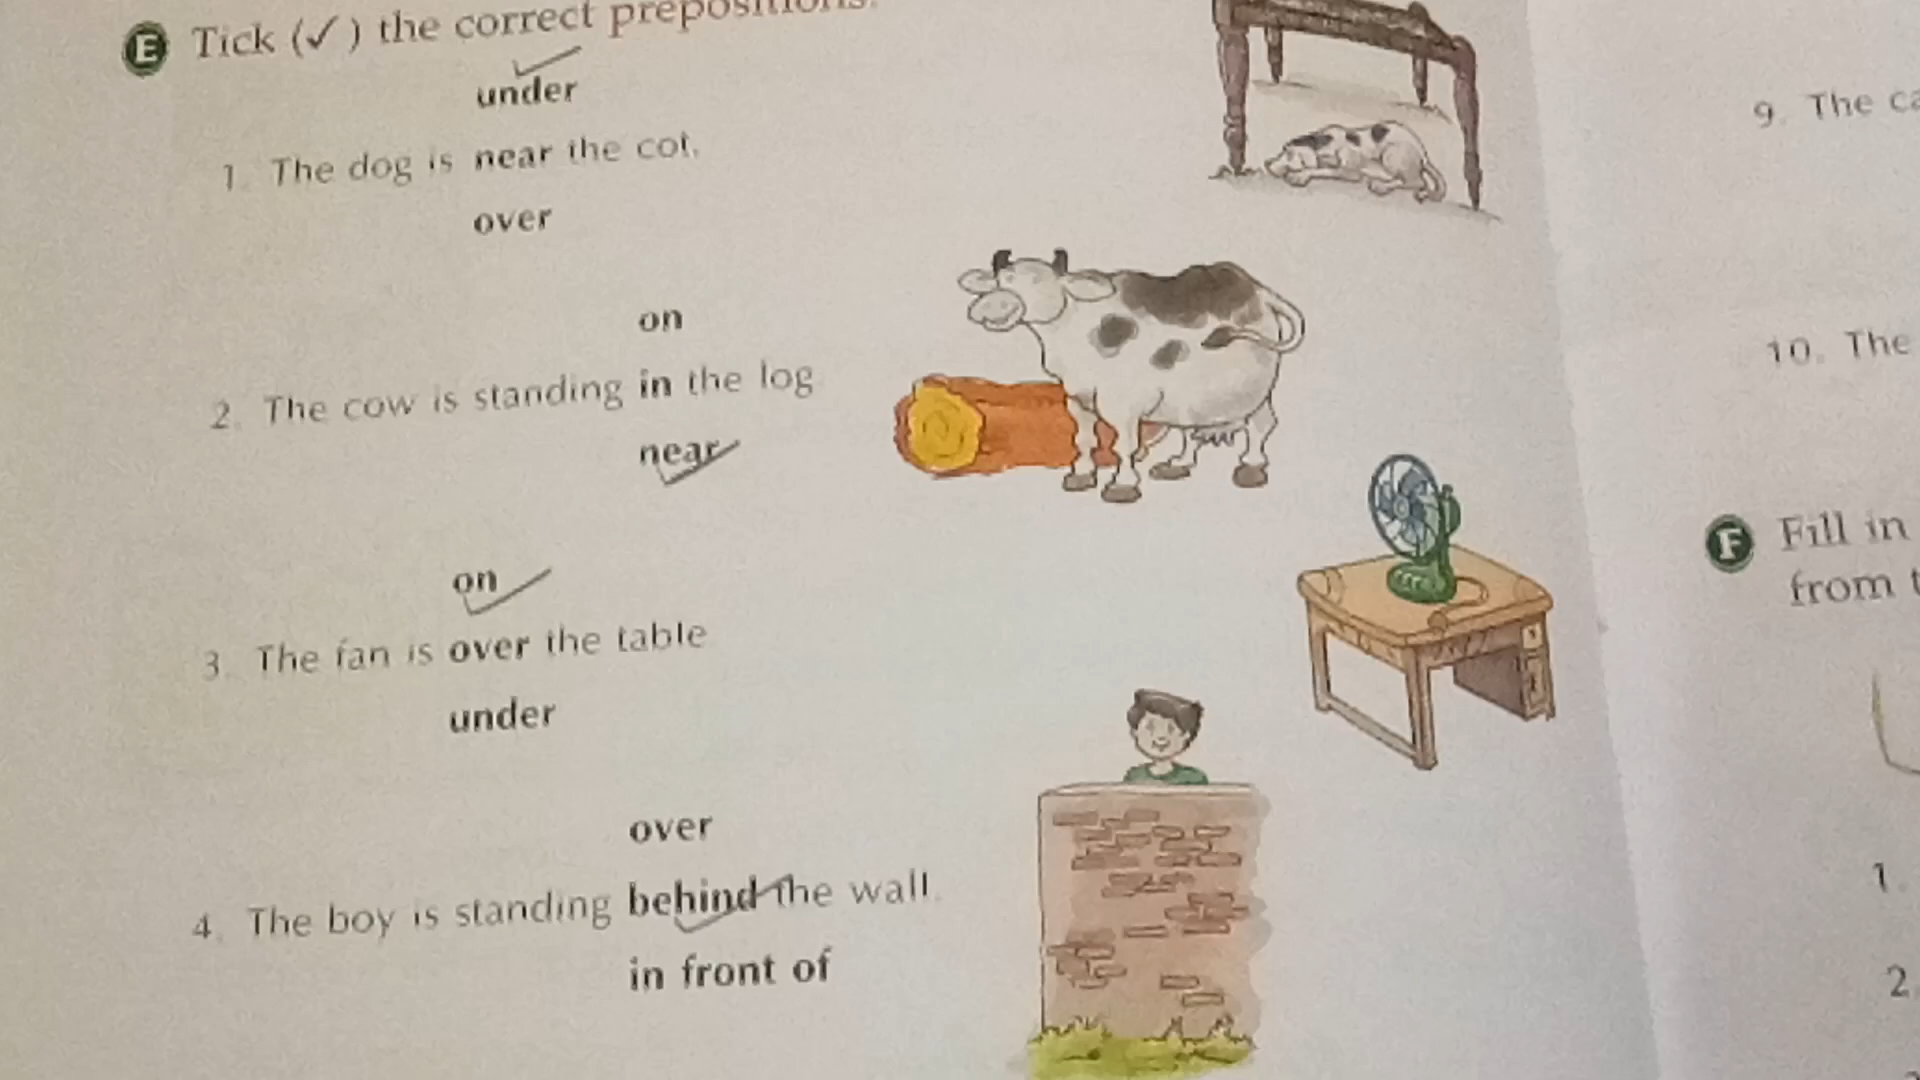 E Tick (✓) the correct prepositions.
under
1. The dog is near the cot.
over
on
2. The cow is standing in the log
near
on
3. The fan is over the table
under
over
4. The boy is standing behind the wall.
in front of
9. The
10. The
F Fill in
from
1.
2